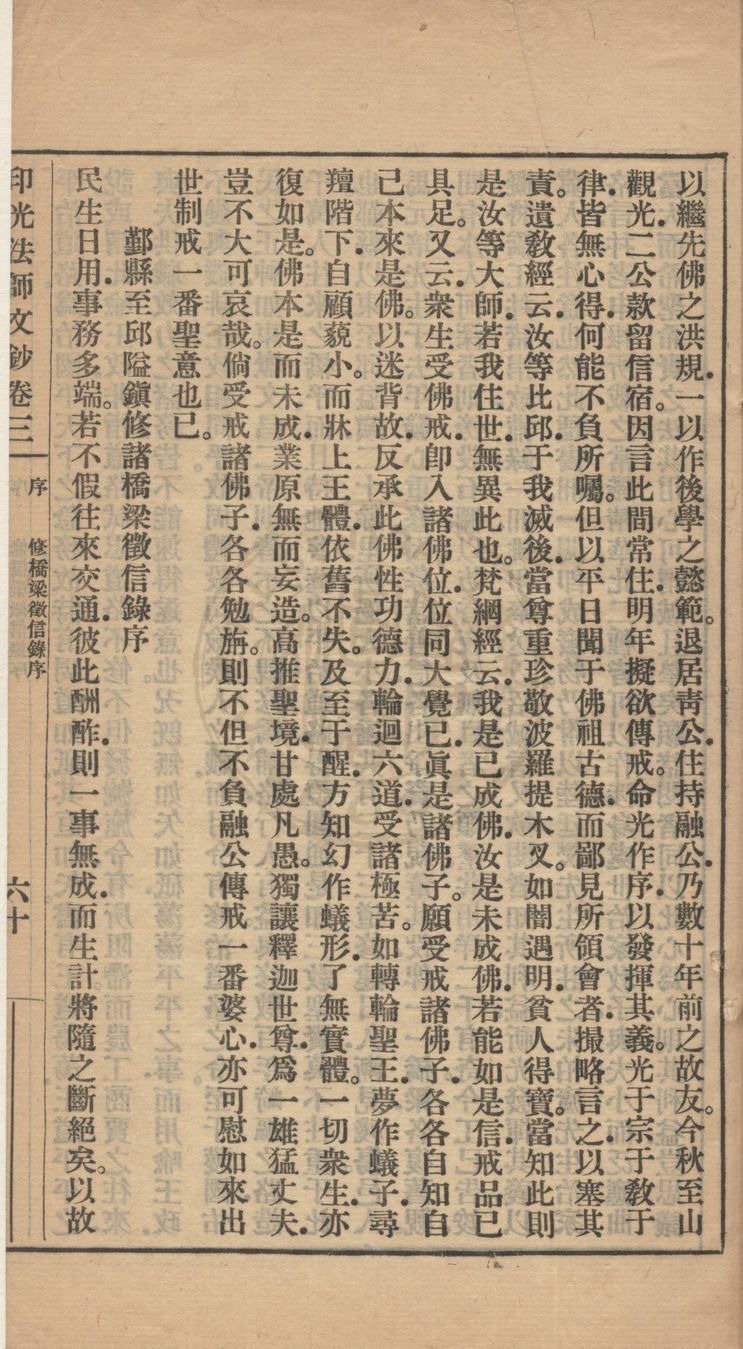 以繼先佛之洪規．一以作後學之懿範。退居靑公．住持融公．乃數十年前之故友。今秋至山
觀光．二公款留信宿。因言此間常住．明年擬欲傳戒。命光作序．以發揮其義。光于宗于敎于
律．皆無心得．何能不負所囑。但以平日聞于佛祖古德．而鄙見所領會者．撮略言之．以塞其
責。遺敎經云．汝等比邱．于我滅後．當尊重珍敬波羅提木叉。如闇遇明．貧人得寶。當知此則
是汝等大師．若我住世．無異此也。梵網經云．我是已成佛．汝是未成佛．若能如是信．戒品已
具足。又云．衆生受佛戒．卽入諸佛位．位同大覺已．眞是諸佛子。願受戒諸佛子．各各自知自
己本來是佛。以迷背故．反承此佛性功德力．輪迴六道．受諸極苦。如轉輪聖王．夢作蟻子．尋
羶階下．自顧藐小。而牀上王體．依舊不失。及至于醒．方知幻作蟻形．了無實體。一切衆生．亦
復如是。佛本是而未成．業原無而妄造。高推聖境．甘處凡愚。獨讓釋迦世尊．爲一雄猛丈夫．
豈不大可哀哉。倘受戒諸佛子．各各勉旃。則不但不負融公傳戒一番婆心．亦可慰如來出
世制戒一番聖意也已。
鄞縣至邱隘鎭修諸橋梁徵信錄序
民生日用．事務多端。若不假往來交通．彼此酬酢．則一事無成．而生計將隨之斷絕矣。以故
印光法師文鈔卷三 序 修橋梁徵信錄序 六十